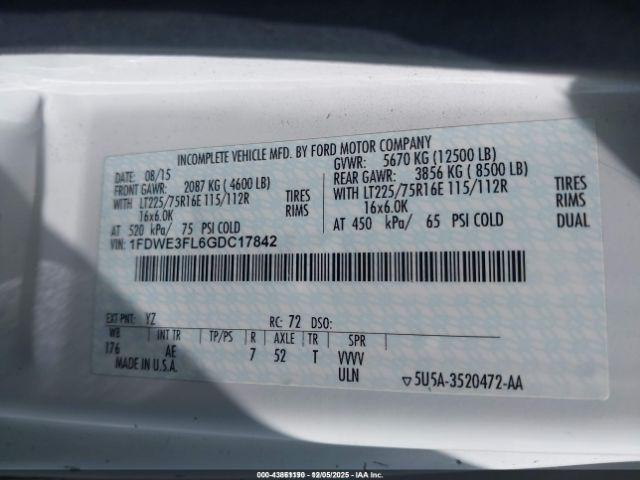 INCOMPLETE VEHICLE MFD. BY FORD MOTOR COMPANY
DATE: 08/15 GVWR: 5670 KG (12500 LB)
FRONT GAWR: 2087 KG (4600 LB) REAR GAWR: 3856 KG (8500 LB)
WITH LT225/75R16E 115/112R TIRES WITH LT225/75R16E 115/112R TIRES
16x6.0K RIMS 16x6.0K RIMS
AT 520 kPa/ 75 PSI COLD AT 450 kPa/ 65 PSI COLD DUAL
VIN: 1FDWE3FL6GDC17842
EXT PNT: YZ RC: 72 DSO:
WB INT TR TP/PS R AXLE TR SPR
176 AE 7 52 T VVVV
MADE IN U.S.A. ULN ▽5U5A-3520472-AA
12/05/2025 - IAA, Inc.